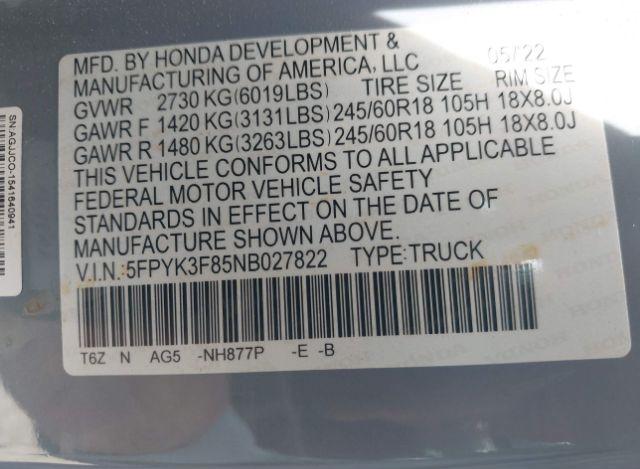 MFD. BY HONDA DEVELOPMENT & 05/22
MANUFACTURING OF AMERICA, LLC
GVWR 2730 KG(6019LBS) TIRE SIZE RIM SIZE
GAWR F 1420 KG(3131LBS) 245/60R18 105H 18X8.0J
GAWR R 1480 KG(3263LBS) 245/60R18 105H 18X8.0J
THIS VEHICLE CONFORMS TO ALL APPLICABLE
FEDERAL MOTOR VEHICLE SAFETY
STANDARDS IN EFFECT ON THE DATE OF
MANUFACTURE SHOWN ABOVE.
V.I.N.:5FPYK3F85NB027822 TYPE:TRUCK
T6Z N AG5 -NH877P -E -B
SN:AGJJCO-1541640941